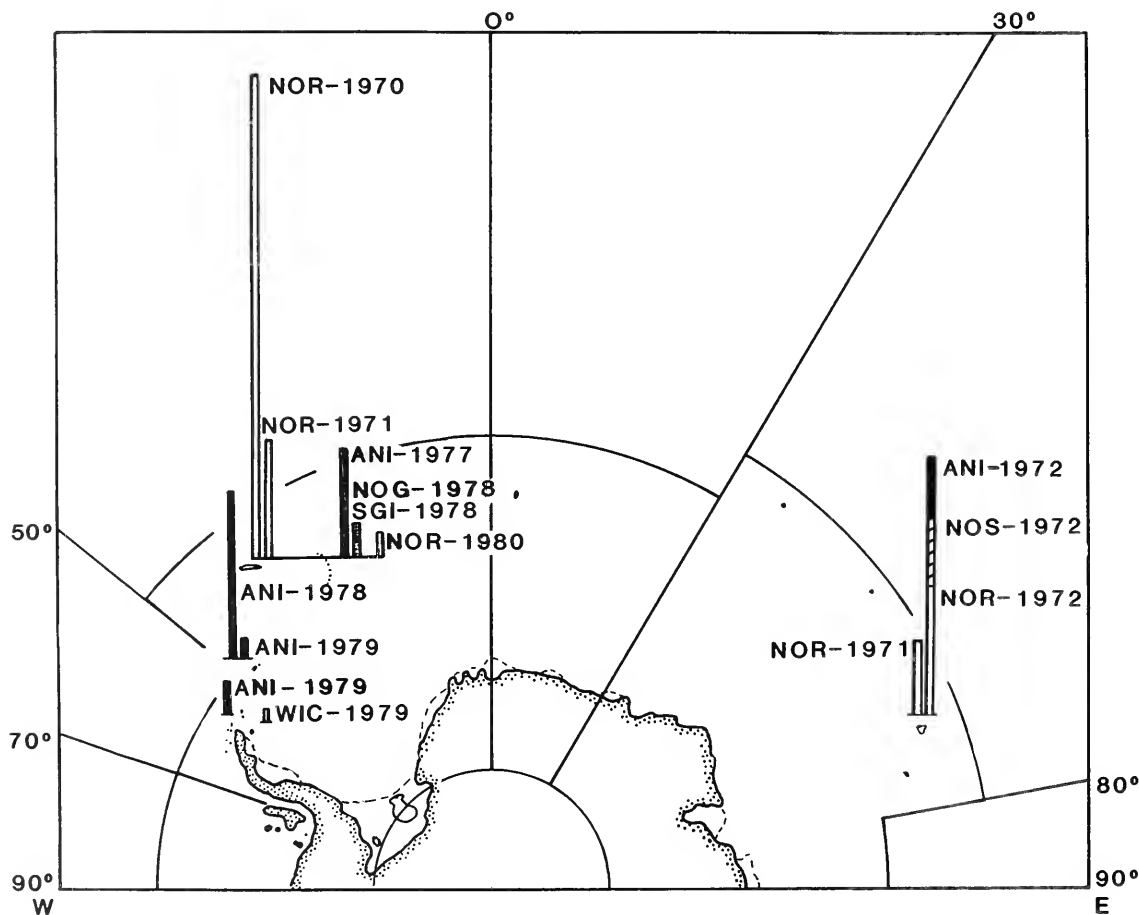 0°
30°
NOR-1970
NOR-1971
ANI-1977
NOG-1978
SGI-1978
NOR-1980
ANI-1972
NOS-1972
NOR-1972
NOR-1971
50°
ANI-1978
ANI-1979
ANI-1979
WIC-1979
70°
80°
90°
W
90°
E